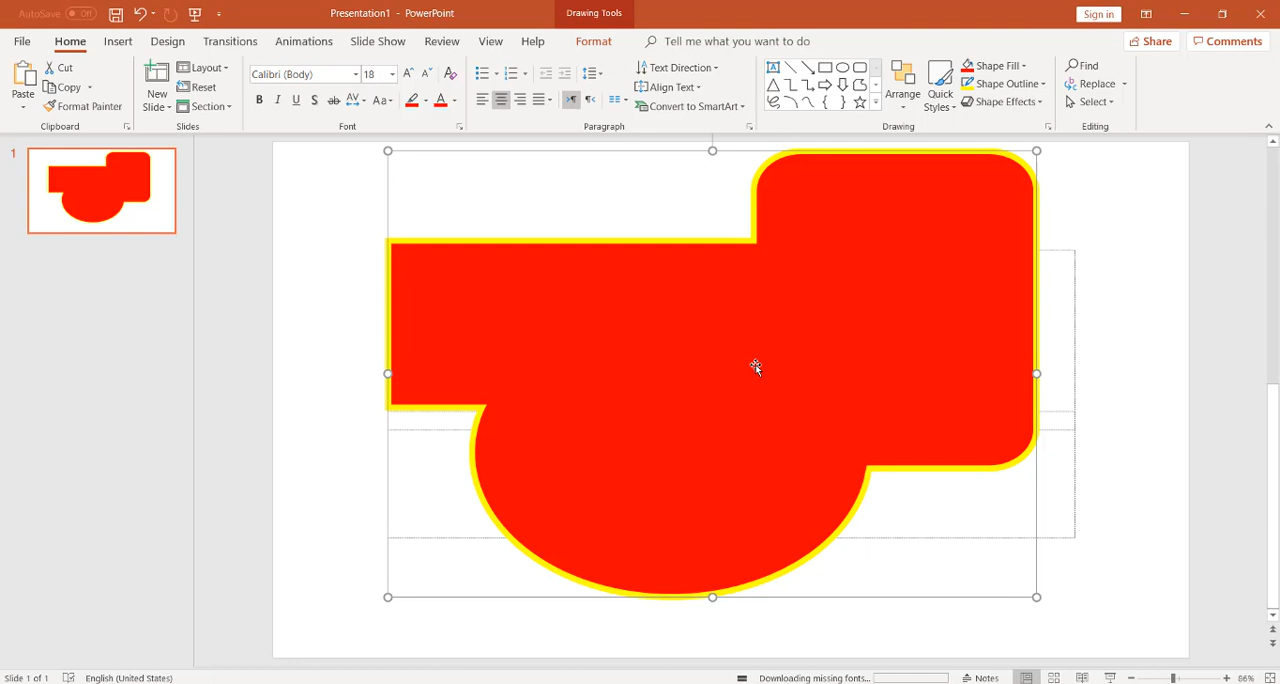 AutoSave Off Presentation1 - PowerPoint Drawing Tools Sign in
File Home Insert Design Transitions Animations Slide Show Review View Help Format Tell me what you want to do Share Comments
Paste Cut Copy Format Painter Clipboard
New Slide Layout Reset Section Slides
Calibri (Body) 18 A A A B I U S ab AV Aa A A Font
Text Direction Align Text Convert to SmartArt Paragraph
Arrange Quick Styles Shape Fill Shape Outline Shape Effects Drawing
Find Replace Select Editing
1
Slide 1 of 1 English (United States) Downloading missing fonts... Notes 86%